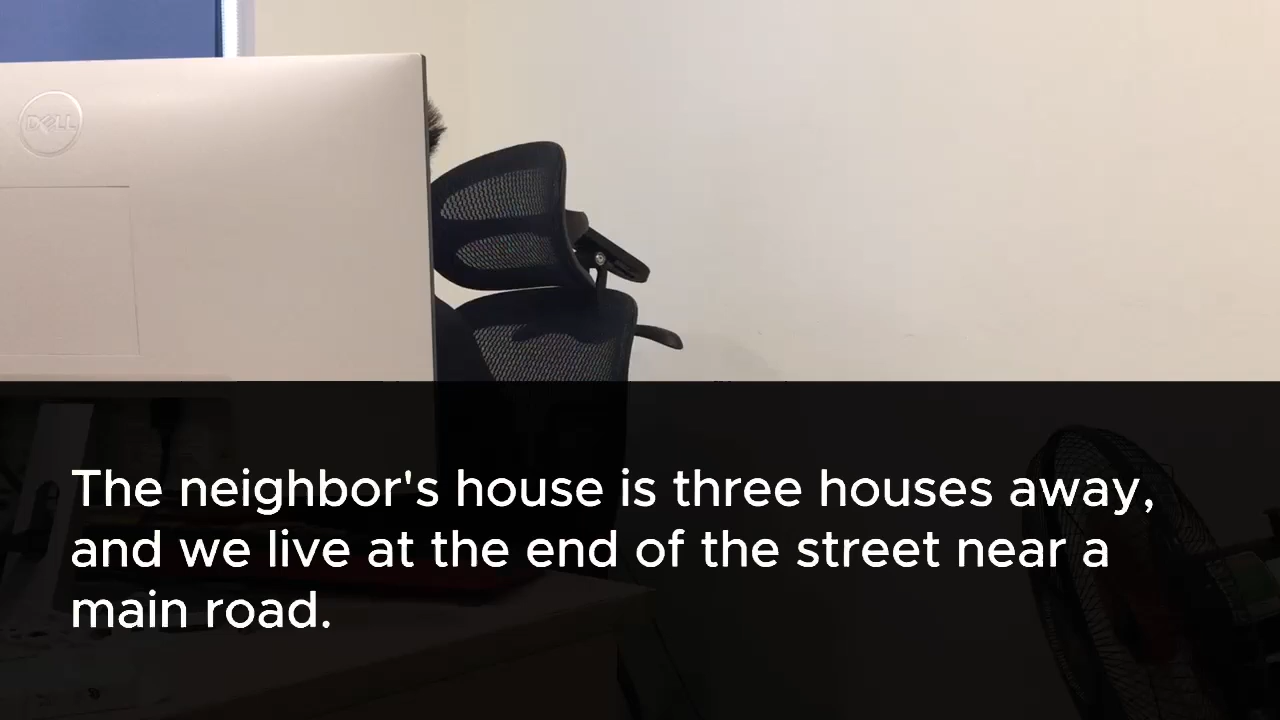 DELL
The neighbor's house is three houses away,
and we live at the end of the street near a
main road.